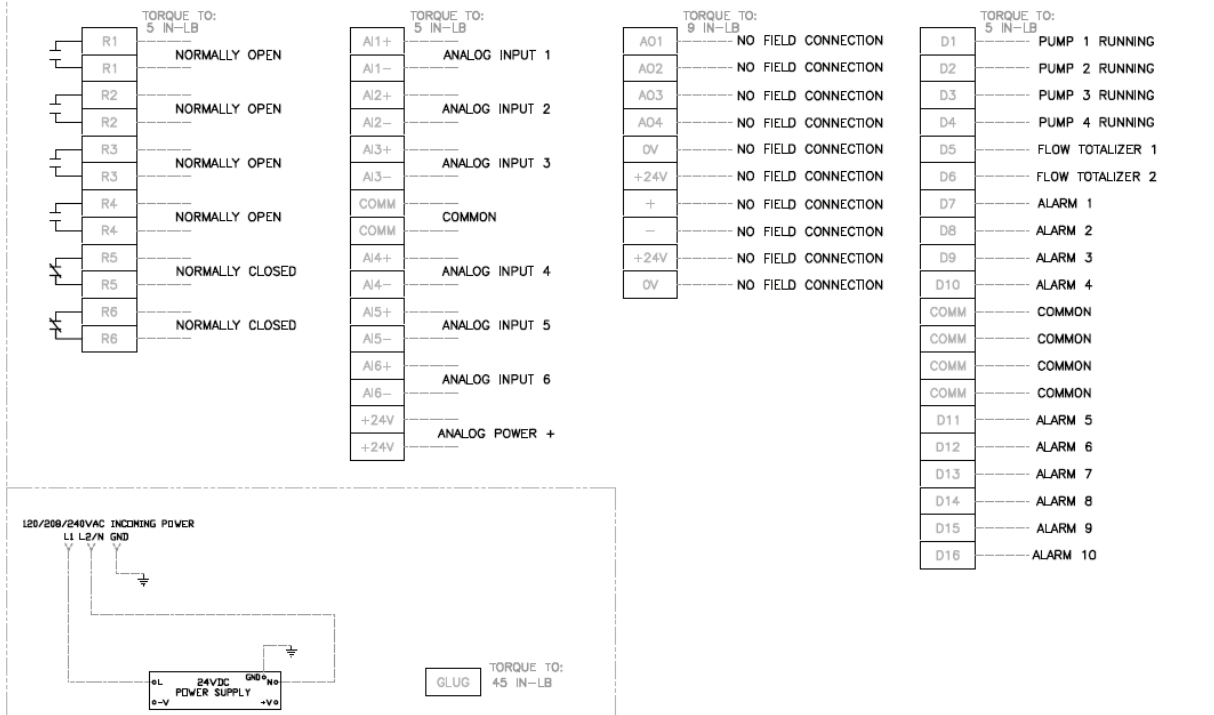 TORQUE TO:
5 IN-LB
R1
R1
NORMALLY OPEN
R2
R2
NORMALLY OPEN
R3
R3
NORMALLY OPEN
R4
R4
NORMALLY OPEN
R5
R5
NORMALLY CLOSED
R6
R6
NORMALLY CLOSED
TORQUE TO:
5 IN-LB
AI1+
AI1-
ANALOG INPUT 1
AI2+
AI2-
ANALOG INPUT 2
AI3+
AI3-
ANALOG INPUT 3
COMM
COMM
COMMON
AI4+
AI4-
ANALOG INPUT 4
AI5+
AI5-
ANALOG INPUT 5
AI6+
AI6-
ANALOG INPUT 6
+24V
+24V
ANALOG POWER +
TORQUE TO:
9 IN-LB
AO1 NO FIELD CONNECTION
AO2 NO FIELD CONNECTION
AO3 NO FIELD CONNECTION
AO4 NO FIELD CONNECTION
0V NO FIELD CONNECTION
+24V NO FIELD CONNECTION
+ NO FIELD CONNECTION
- NO FIELD CONNECTION
+24V NO FIELD CONNECTION
0V NO FIELD CONNECTION
TORQUE TO:
5 IN-LB
D1 PUMP 1 RUNNING
D2 PUMP 2 RUNNING
D3 PUMP 3 RUNNING
D4 PUMP 4 RUNNING
D5 FLOW TOTALIZER 1
D6 FLOW TOTALIZER 2
D7 ALARM 1
D8 ALARM 2
D9 ALARM 3
D10 ALARM 4
COMM COMMON
COMM COMMON
COMM COMMON
COMM COMMON
D11 ALARM 5
D12 ALARM 6
D13 ALARM 7
D14 ALARM 8
D15 ALARM 9
D16 ALARM 10
120/208/240VAC INCOMING POWER
L1 L2/N GND
L 24VDC GND N
POWER SUPPLY
-V +V
GLUG
TORQUE TO:
45 IN-LB